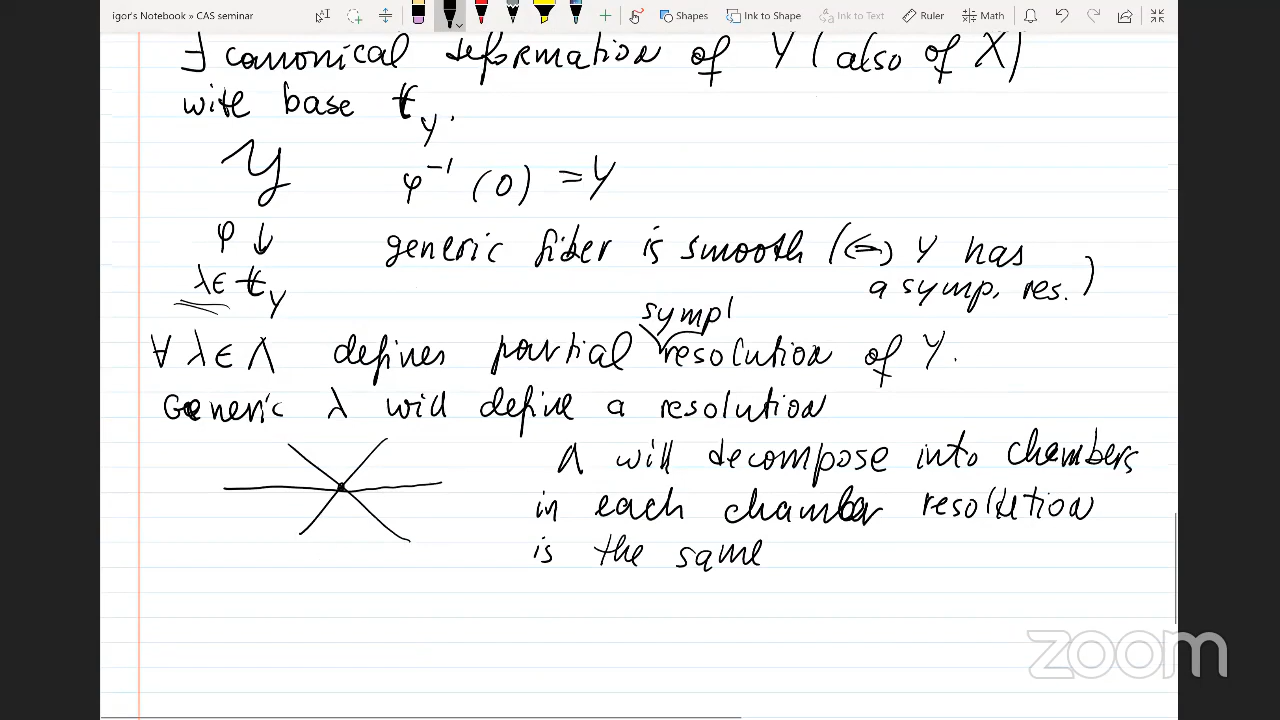 igor's Notebook » CAS seminar
Shapes Ink to Shape Ink to Text Ruler Math
∃ canonical deformation of Y (also of X)
with base 𝔱_Y.
𝒴 φ⁻¹(0) = Y
φ ↓ generic fiber is smooth (⇔ Y has a symp. res.)
λ ∈ 𝔱_Y
sympl
∀ λ ∈ Λ defines partial resolution of Y.
Generic λ will define a resolution
Λ will decompose into chambers
in each chamber resolution
is the same
zoom